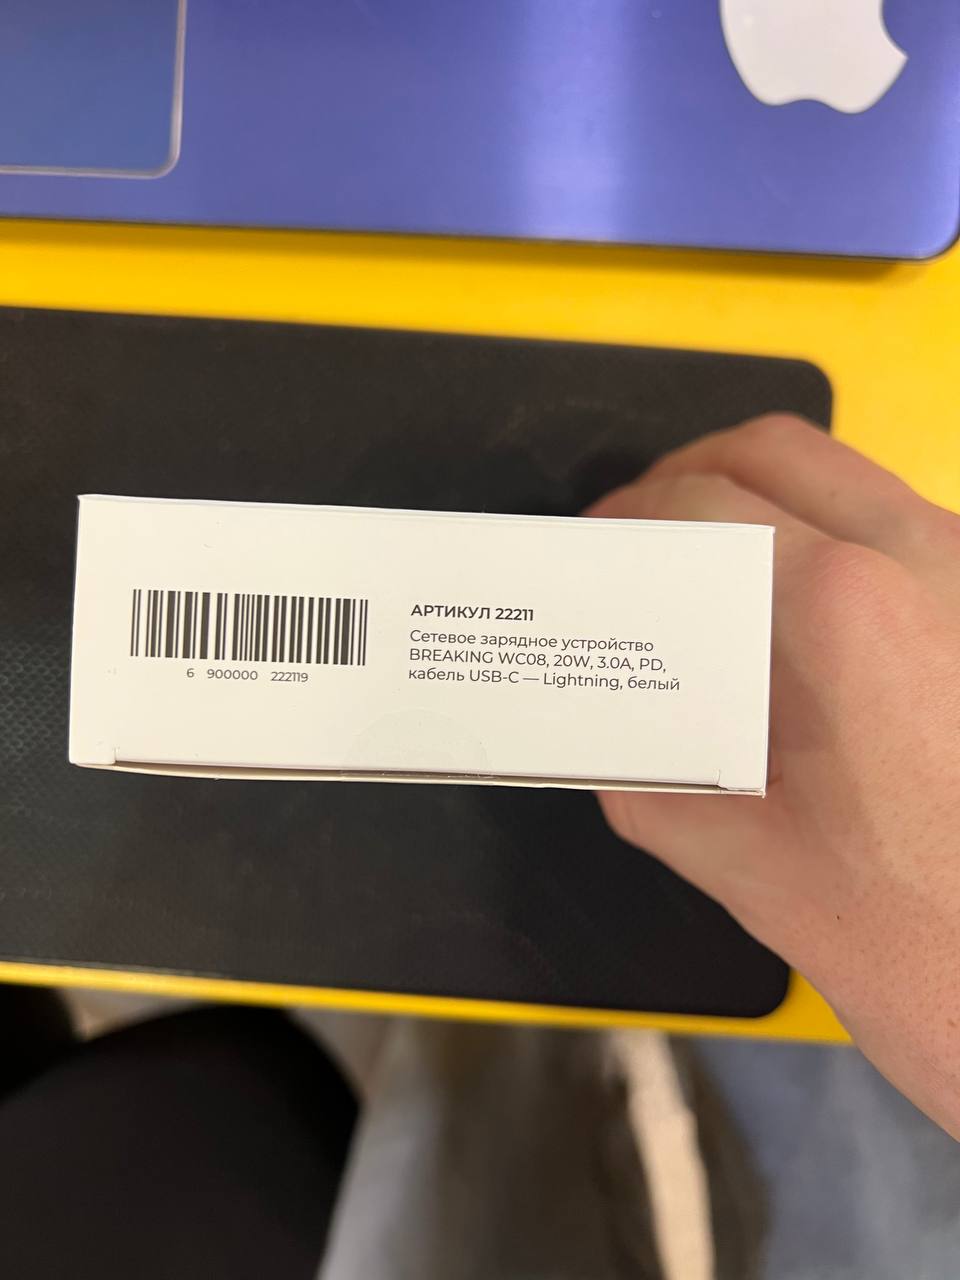 АРТИКУЛ 22211
Сетевое зарядное устройство
BREAKING WC08, 20W, 3.0A, PD,
кабель USB-C — Lightning, белый
6 900000 222119